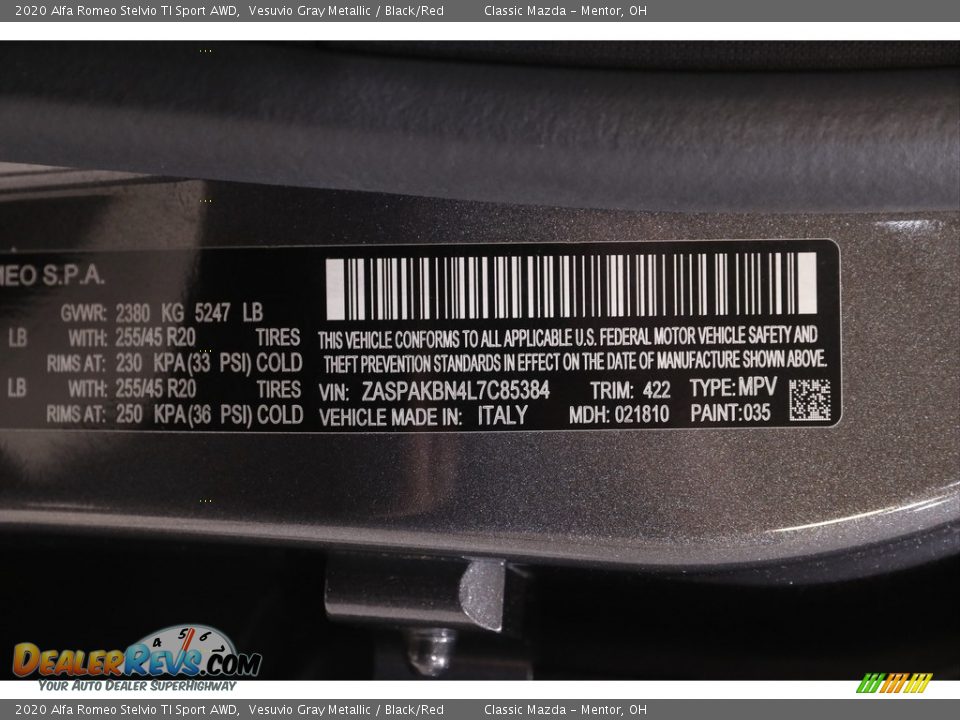 2020 Alfa Romeo Stelvio TI Sport AWD, Vesuvio Gray Metallic / Black/Red Classic Mazda - Mentor, OH
MEO S.P.A.
GVWR: 2380 KG 5247 LB
LB WITH: 255/45 R20 TIRES
RIMS AT: 230 KPA(33 PSI) COLD
LB WITH: 255/45 R20 TIRES
RIMS AT: 250 KPA(36 PSI) COLD
THIS VEHICLE CONFORMS TO ALL APPLICABLE U.S. FEDERAL MOTOR VEHICLE SAFETY AND
THEFT PREVENTION STANDARDS IN EFFECT ON THE DATE OF MANUFACTURE SHOWN ABOVE.
VIN: ZASPAKBN4L7C85384 TRIM: 422 TYPE: MPV
VEHICLE MADE IN: ITALY MDH: 021810 PAINT: 035
4 5 6
DEALERREVS.COM
YOUR AUTO DEALER SUPERHIGHWAY
2020 Alfa Romeo Stelvio TI Sport AWD, Vesuvio Gray Metallic / Black/Red Classic Mazda - Mentor, OH